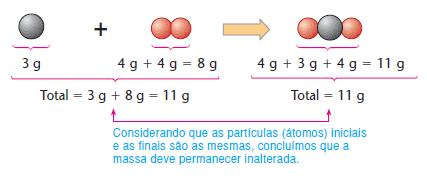 +
3 g 4 g + 4 g = 8 g 4 g + 3 g + 4 g = 11 g
Total = 3 g + 8 g = 11 g Total = 11 g
Considerando que as partículas (átomos) iniciais
e as finais são as mesmas, concluímos que a
massa deve permanecer inalterada.